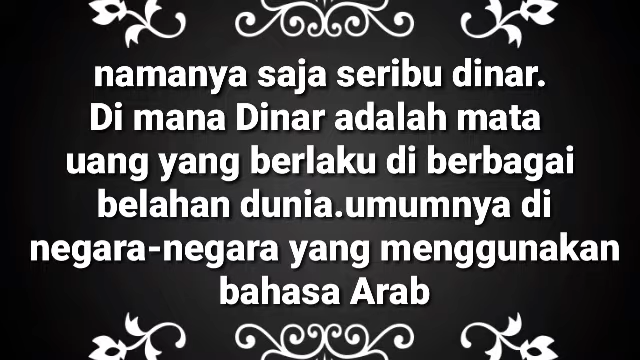 namanya saja seribu dinar.
Di mana Dinar adalah mata
uang yang berlaku di berbagai
belahan dunia.umumnya di
negara-negara yang menggunakan
bahasa Arab